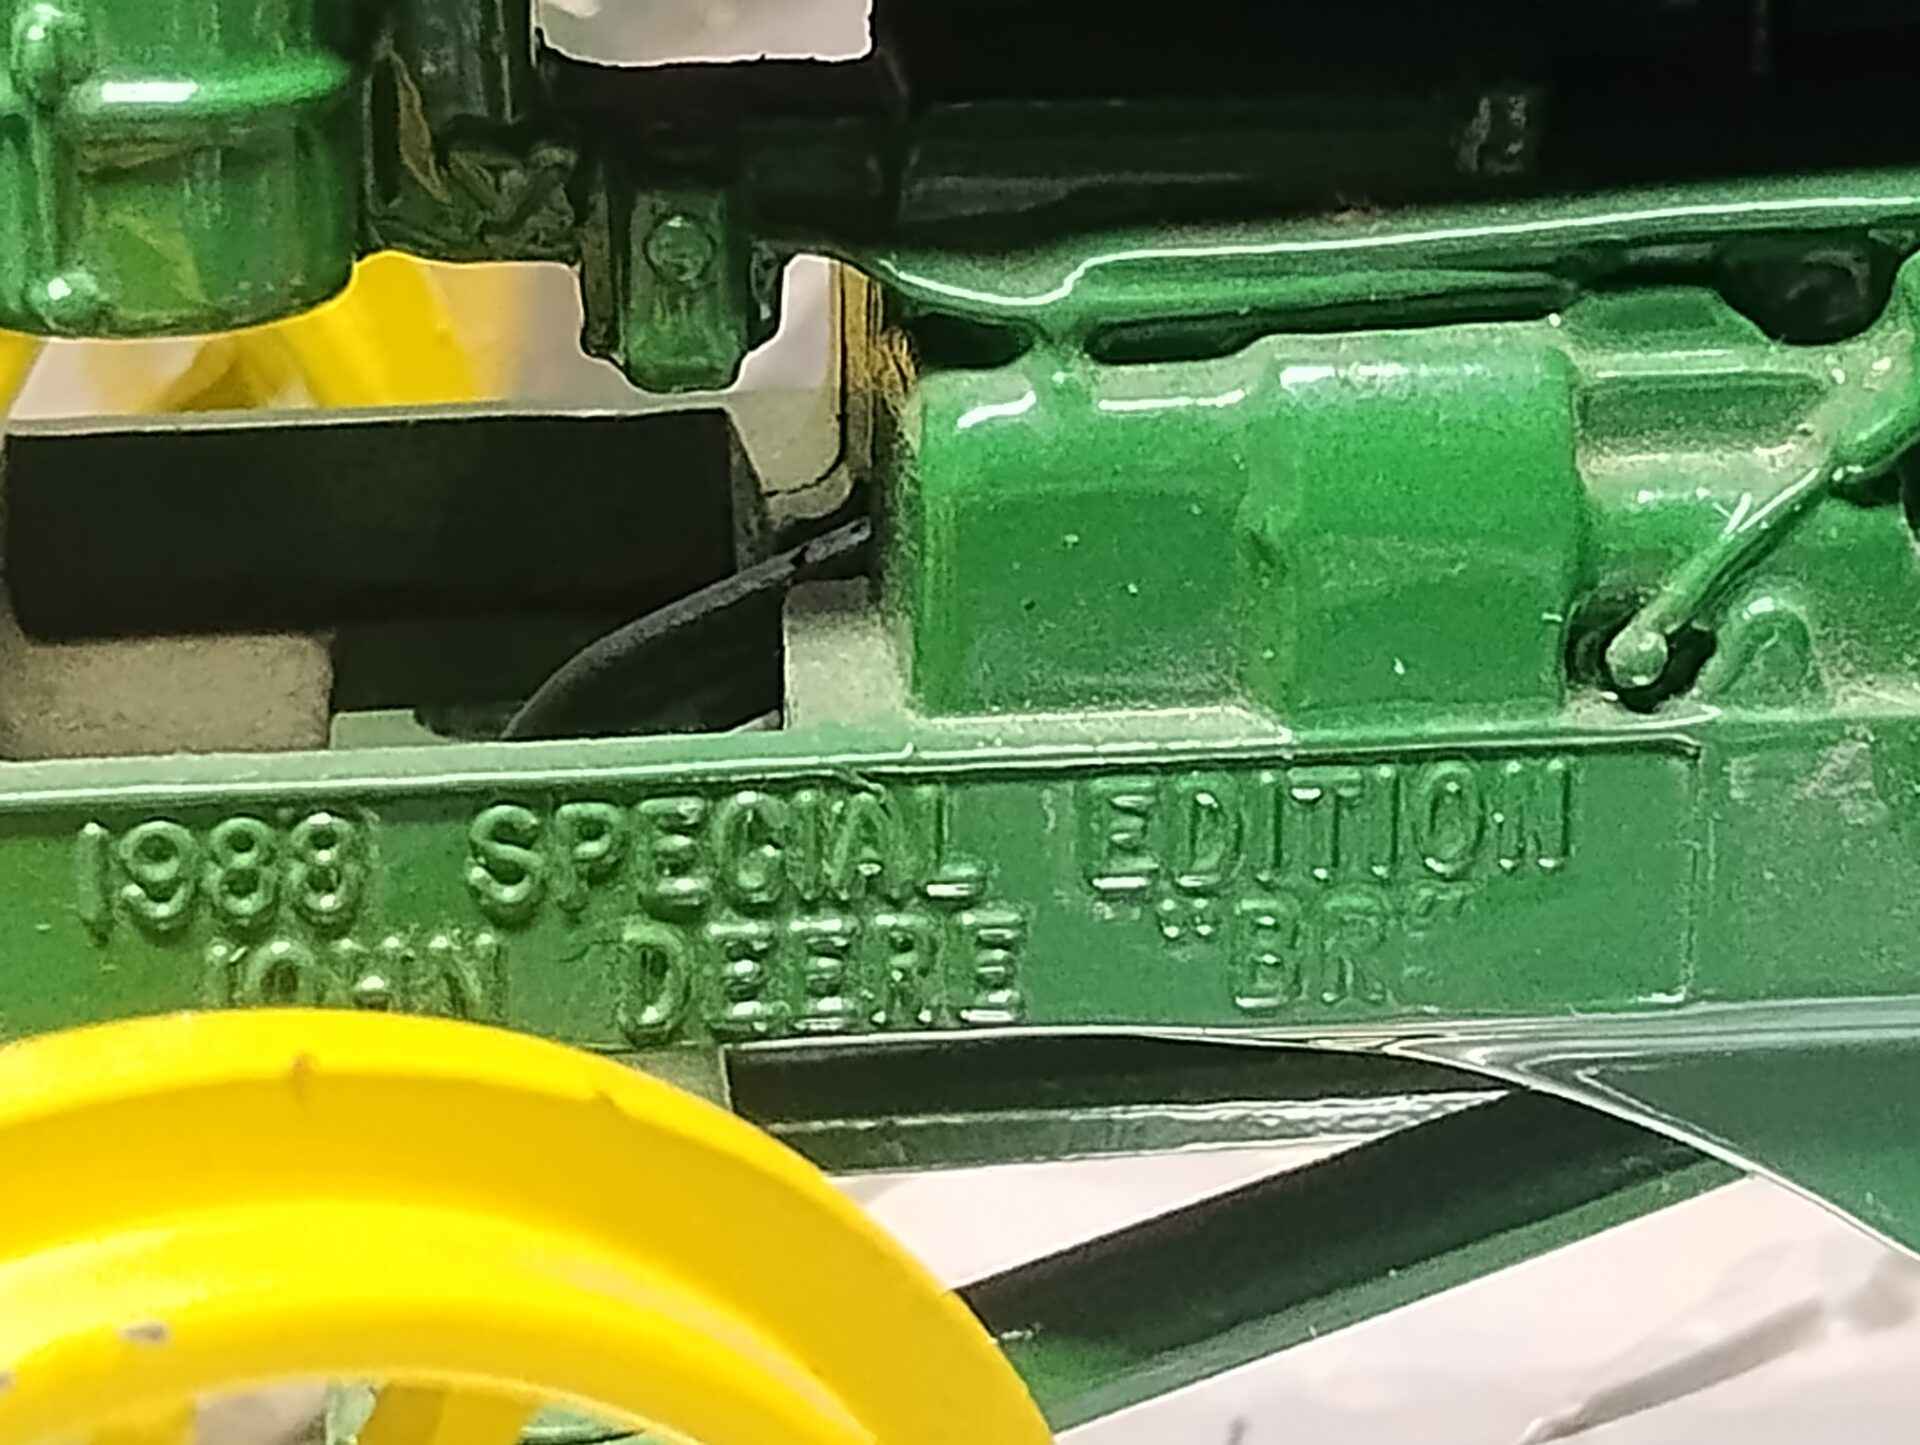 1988 SPECIAL EDITION
JOHN DEERE "BR"